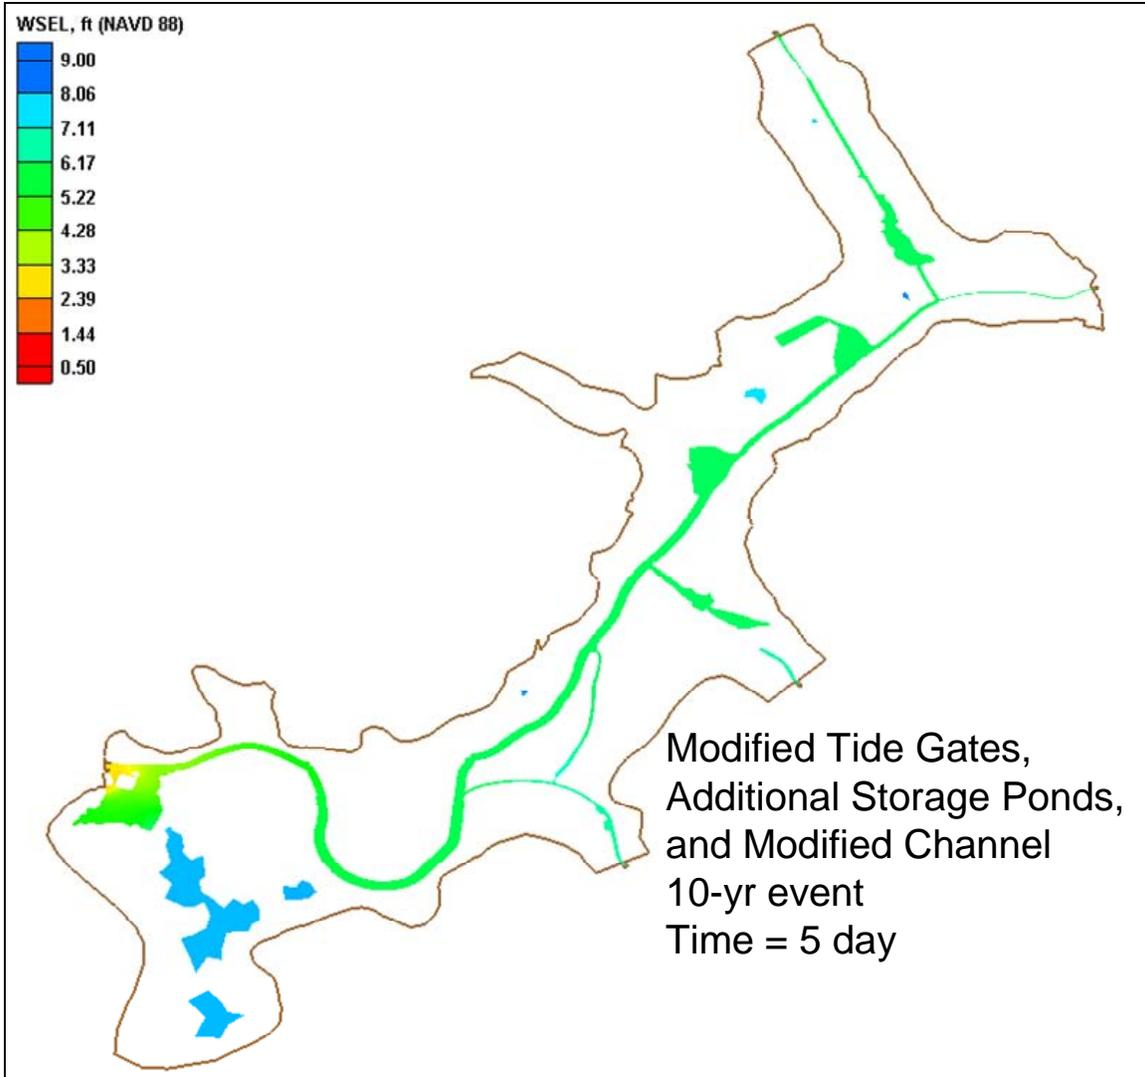 WSEL, ft (NAVD 88)
9.00
8.06
7.11
6.17
5.22
4.28
3.33
2.39
1.44
0.50
Modified Tide Gates,
Additional Storage Ponds,
and Modified Channel
10-yr event
Time = 5 day